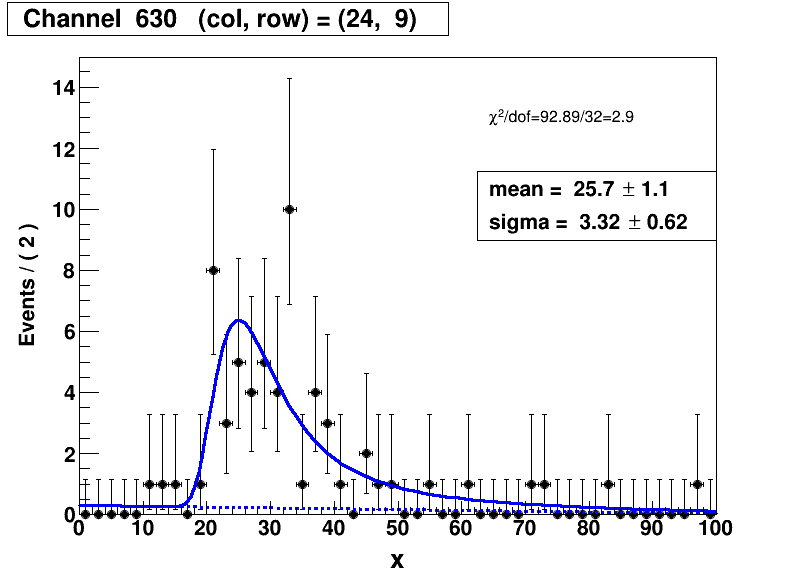 Channel 630 (col, row) = (24, 9)
χ²/dof=92.89/32=2.9
mean = 25.7 ± 1.1
sigma = 3.32 ± 0.62
Events / ( 2 )
14
12
10
8
6
4
2
0
0 10 20 30 40 50 60 70 80 90 100
x